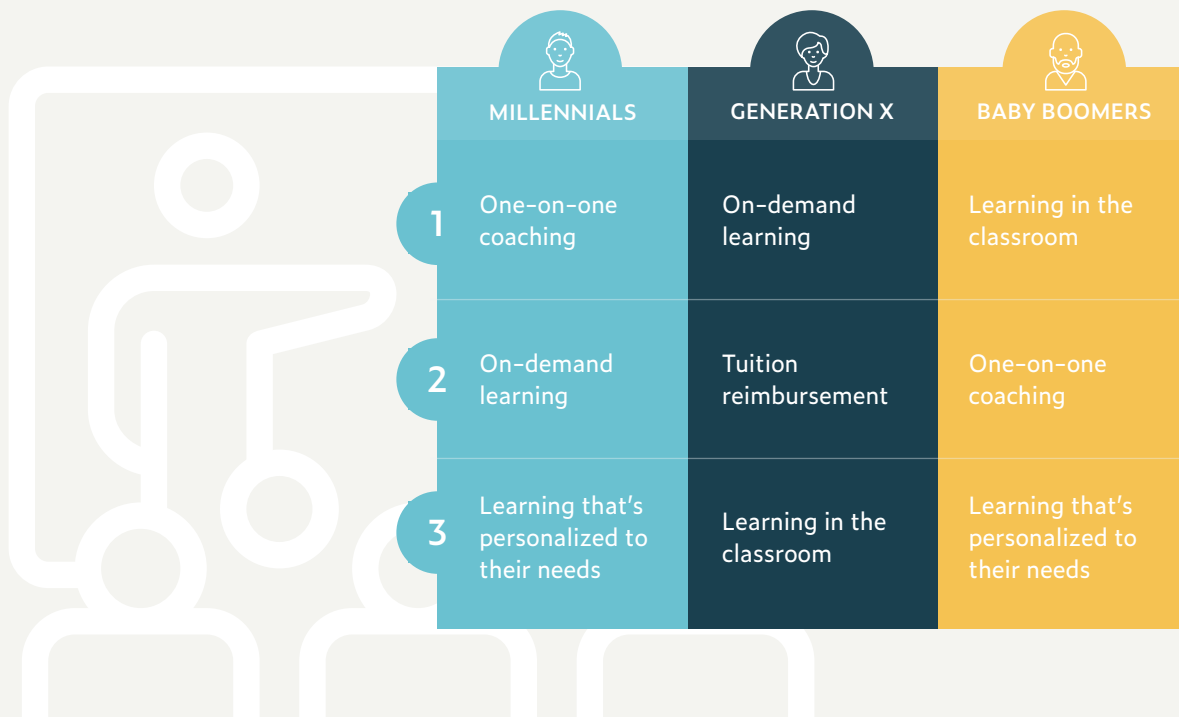 MILLENNIALS
GENERATION X
BABY BOOMERS
1
One-on-one
coaching
On-demand
learning
Learning in the
classroom
2
On-demand
learning
Tuition
reimbursement
One-on-one
coaching
3
Learning that's
personalized to
their needs
Learning in the
classroom
Learning that's
personalized to
their needs